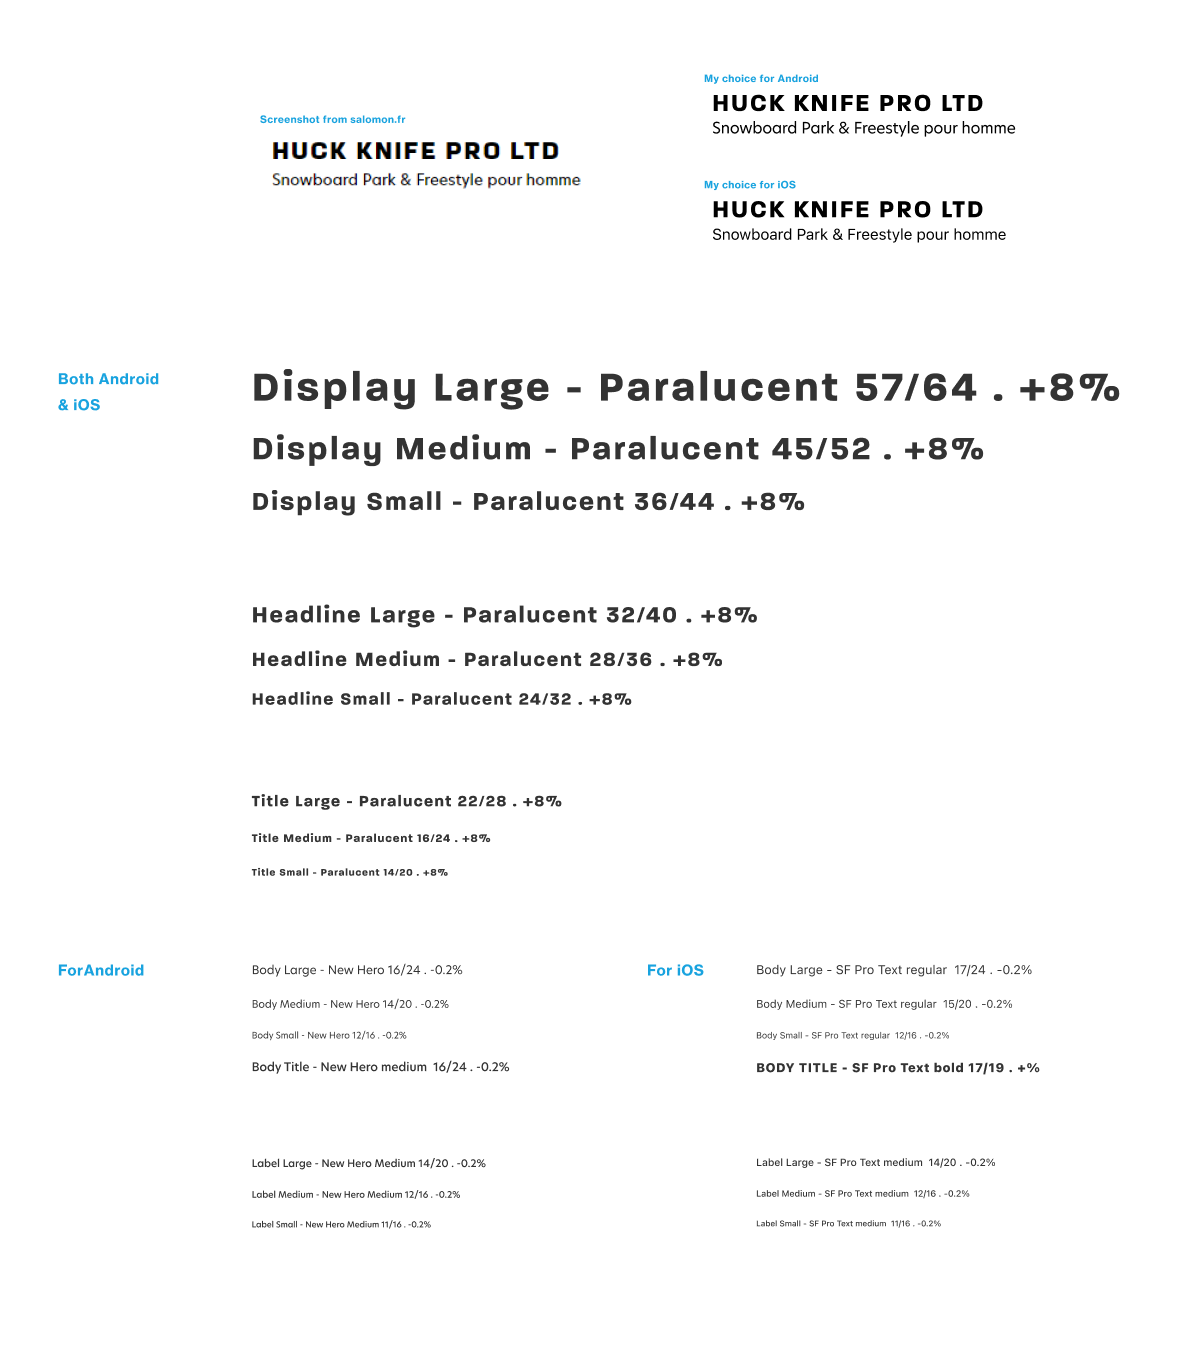 Screenshot from salomon.fr
HUCK KNIFE PRO LTD
Snowboard Park & Freestyle pour homme
My choice for Android
HUCK KNIFE PRO LTD
Snowboard Park & Freestyle pour homme
My choice for iOS
HUCK KNIFE PRO LTD
Snowboard Park & Freestyle pour homme
Both Android
& iOS
Display Large - Paralucent 57/64 . +8%
Display Medium - Paralucent 45/52 . +8%
Display Small - Paralucent 36/44 . +8%
Headline Large - Paralucent 32/40 . +8%
Headline Medium - Paralucent 28/36 . +8%
Headline Small - Paralucent 24/32 . +8%
Title Large - Paralucent 22/28 . +8%
Title Medium - Paralucent 16/24 . +8%
Title Small - Paralucent 14/20 . +8%
ForAndroid
Body Large - New Hero 16/24 . -0.2%
Body Medium - New Hero 14/20 . -0.2%
Body Small - New Hero 12/16 . -0.2%
Body Title - New Hero medium  16/24 . -0.2%
Label Large - New Hero Medium 14/20 . -0.2%
Label Medium - New Hero Medium 12/16 . -0.2%
Label Small - New Hero Medium 11/16 . -0.2%
For iOS
Body Large - SF Pro Text regular  17/24 . -0.2%
Body Medium - SF Pro Text regular  15/20 . -0.2%
Body Small - SF Pro Text regular  12/16 . -0.2%
BODY TITLE - SF Pro Text bold 17/19 . +%
Label Large - SF Pro Text medium  14/20 . -0.2%
Label Medium - SF Pro Text medium  12/16 . -0.2%
Label Small - SF Pro Text medium  11/16 . -0.2%